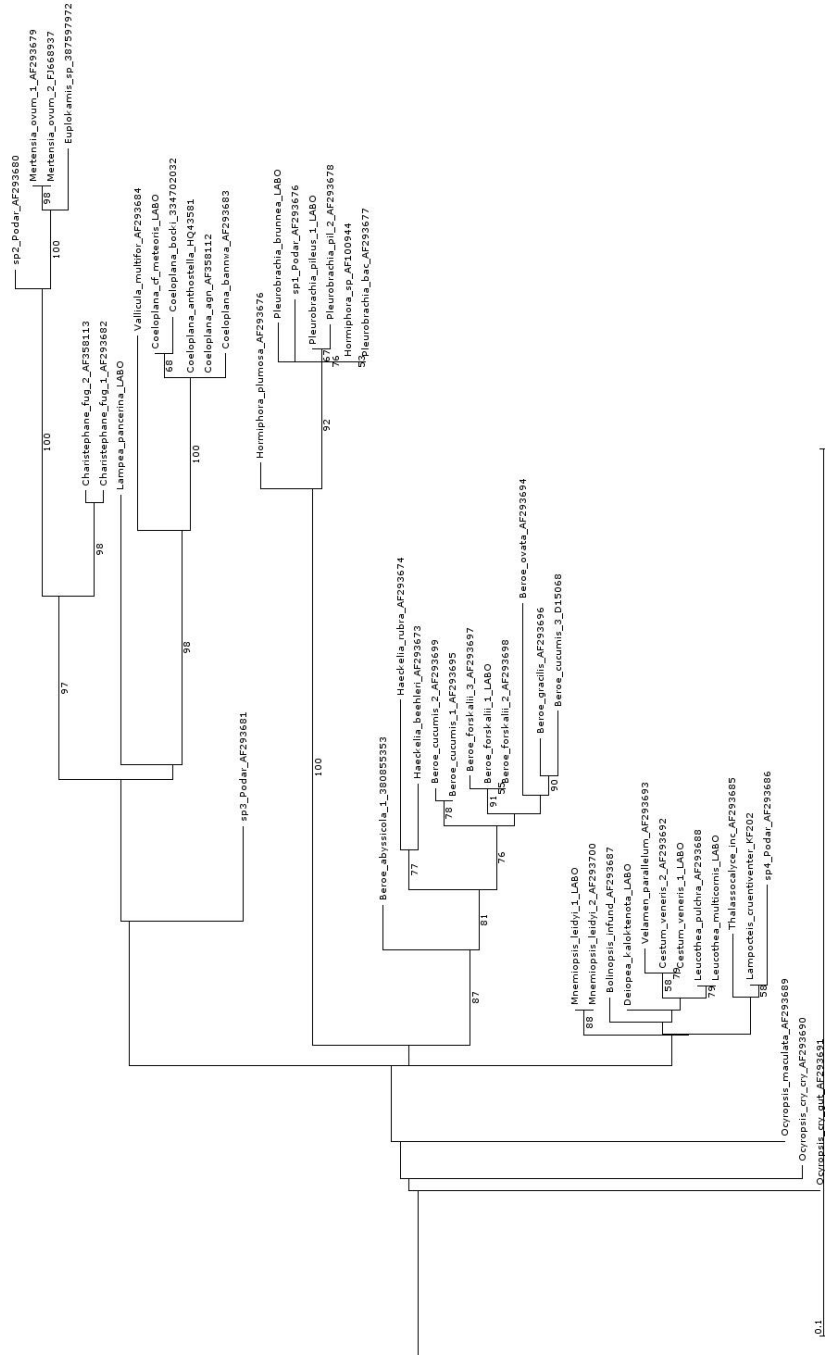 sp2_Podar_AF293680
Mertensia_ovum_1_AF293679
98
Mertensia_ovum_2_FJ668937
Euplokamis_sp_387597972
100
100
Charistephane_fug_2_AF358113
Charistephane_fug_1_AF293682
98
97
Lampea_pancerina_LABO
Vallicula_multifor_AF293684
Coeloplana_cf_meteoris_LABO
68
Coeloplana_bocki_334702032
Coeloplana_anthostella_HQ43581
Coeloplana_agn_AF358112
Coeloplana_bannwa_AF293683
100
98
sp3_Podar_AF293681
Hormiphora_plumosa_AF293676
Pleurobrachia_brunnea_LABO
sp1_Podar_AF293676
Pleurobrachia_pileus_1_LABO
67
Pleurobrachia_pil_2_AF293678
76
Hormiphora_sp_AF100944
53
Pleurobrachia_bac_AF293677
92
100
Beroe_abyssicola_1_380855353
Haeckelia_rubra_AF293674
77
Haeckelia_beehleri_AF293673
Beroe_cucumis_2_AF293699
78
Beroe_cucumis_1_AF293695
Beroe_forskalii_3_AF293697
Beroe_forskalii_1_LABO
91
55
Beroe_forskalii_2_AF293698
76
Beroe_ovata_AF293694
Beroe_gracilis_AF293696
90
Beroe_cucumis_3_D15068
81
87
Mnemiopsis_leidyi_1_LABO
88
Mnemiopsis_leidyi_2_AF293700
Bolinopsis_infund_AF293687
Deiopea_kaloktenota_LABO
Velamen_parallelum_AF293693
Cestum_veneris_2_AF293692
58
79
Cestum_veneris_1_LABO
Leucothea_pulchra_AF293688
79
Leucothea_multicornis_LABO
Thalassocalyce_inc_AF293685
Lampocteis_cruentiventer_KF202
58
sp4_Podar_AF293686
Ocyropsis_maculata_AF293689
Ocyropsis_cry_cry_AF293690
Ocyropsis_cry_gut_AF293691
0.1